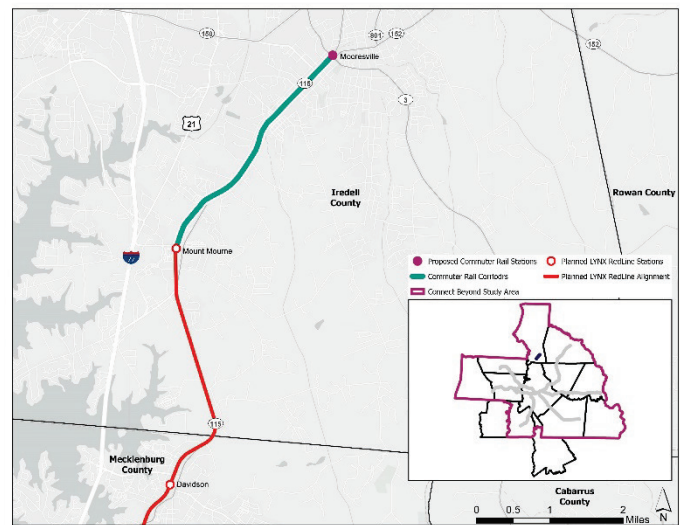 150
801
152
152
Mooresville
115
3
21
Iredell
County
Rowan County
77
Mount Mourne
Proposed Commuter Rail Stations
Planned LYNX RedLine Stations
Commuter Rail Corriodrs
Planned LYNX RedLine Alignment
Connect Beyond Study Area
115
Mecklenburg
County
Davidson
Cabarrus
County
0 0.5 1 2
Miles
N